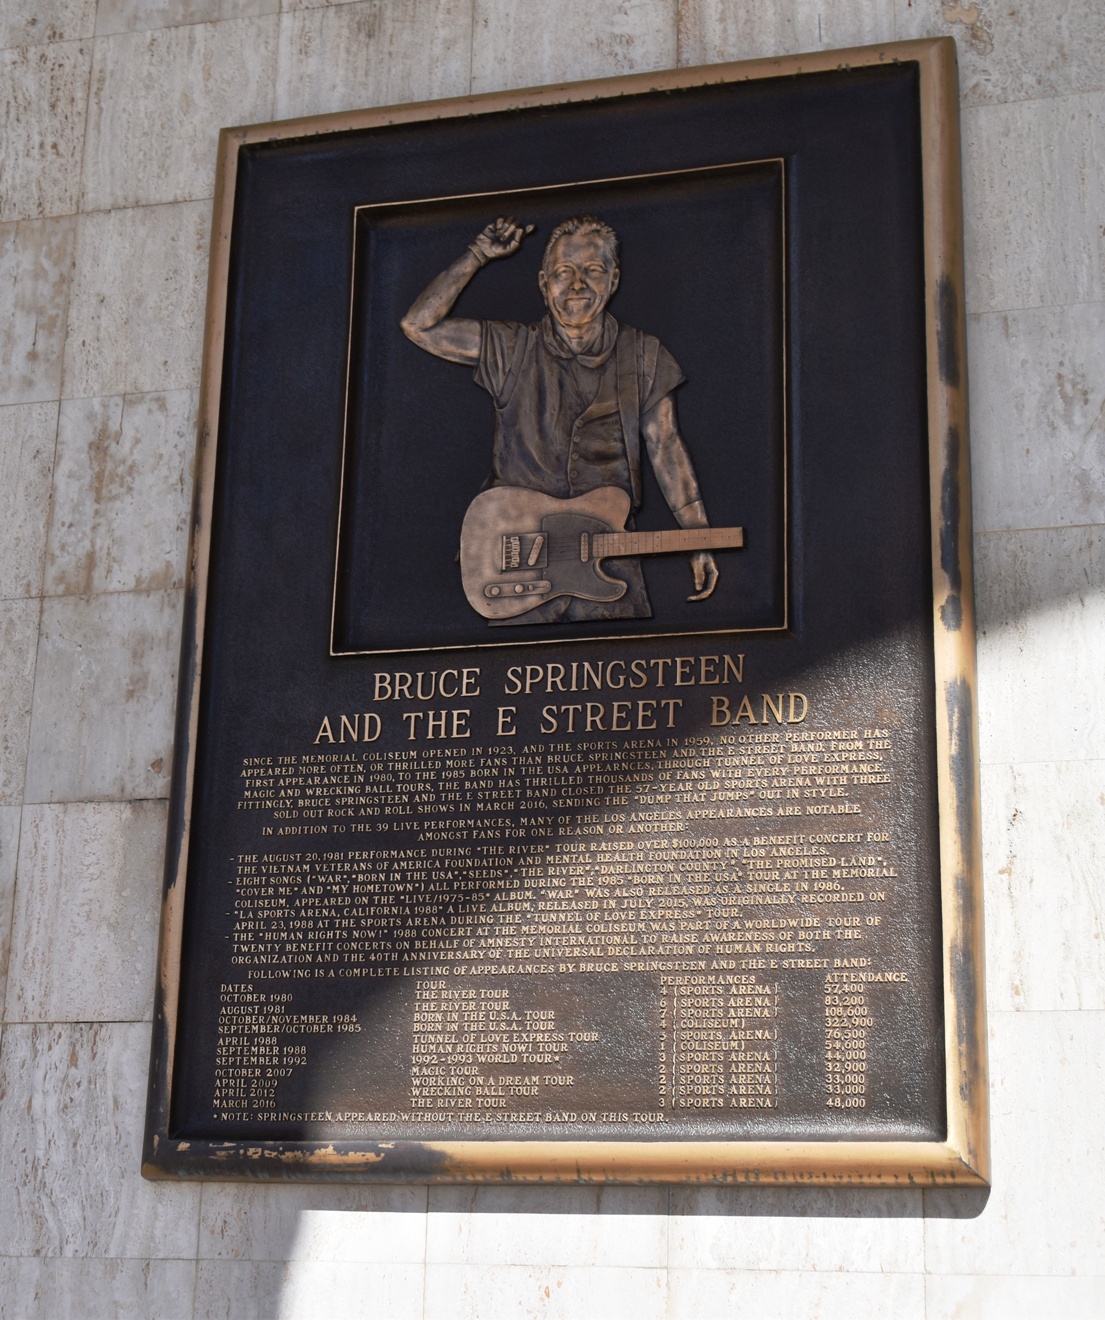 BRUCE SPRINGSTEEN
AND THE E STREET BAND
SINCE THE MEMORIAL COLISEUM OPENED IN 1923, AND THE SPORTS ARENA IN 1959, NO OTHER PERFORMER HAS
APPEARED MORE OFTEN, OR THRILLED MORE FANS THAN BRUCE SPRINGSTEEN AND THE E STREET BAND. FROM THE
FIRST APPEARANCE IN 1980, TO THE 1985 BORN IN THE USA APPEARNCES, THROUGH TUNNEL OF LOVE EXPRESS,
MAGIC AND WRECKING BALL TOURS, THE BAND HAS THRILLED THOUSANDS OF FANS WITH EVERY PERFORMANCE.
FITTINGLY, BRUCE SPRINGSTEEN AND THE E STREET BAND CLOSED THE 57-YEAR OLD SPORTS ARENA WITH THREE
SOLD OUT ROCK AND ROLL SHOWS IN MARCH 2016, SENDING THE "DUMP THAT JUMPS" OUT IN STYLE.
IN ADDITION TO THE 39 LIVE PERFORMANCES, MANY OF THE LOS ANGELES APPEARANCES ARE NOTABLE
AMONGST FANS FOR ONE REASON OR ANOTHER:
- THE AUGUST 20, 1981 PERFORMANCE DURING "THE RIVER" TOUR RAISED OVER $100,000 AS A BENEFIT CONCERT FOR
THE VIETNAM VETERANS OF AMERICA FOUNDATION AND MENTAL HEALTH FOUNDATION IN LOS ANGELES.
- EIGHT SONGS ("WAR", "BORN IN THE USA", "SEEDS", "THE RIVER", "DARLINGTON COUNTY", "THE PROMISED LAND",
"COVER ME" AND "MY HOMETOWN") ALL PERFORMED DURING THE 1985 "BORN IN THE USA" TOUR AT THE MEMORIAL
COLISEUM, APPEARED ON THE "LIVE/1975-85" ALBUM. "WAR" WAS ALSO RELEASED AS A SINGLE IN 1986.
- "LA SPORTS ARENA, CALIFORNIA 1988" A LIVE ALBUM, RELEASED IN JULY 2015, WAS ORIGINALLY RECORDED ON
APRIL 23, 1988 AT THE SPORTS ARENA DURING THE "TUNNEL OF LOVE EXPRESS" TOUR.
- THE "HUMAN RIGHTS NOW!" 1988 CONCERT AT THE MEMORIAL COLISEUM WAS PART OF A WORLDWIDE TOUR OF
TWENTY BENEFIT CONCERTS ON BEHALF OF AMNESTY INTERNATIONAL TO RAISE AWARENESS OF BOTH THE
ORGANIZATION AND THE 40TH ANNIVERSARY OF THE UNIVERSAL DECLARATION OF HUMAN RIGHTS.
FOLLOWING IS A COMPLETE LISTING OF APPEARANCES BY BRUCE SPRINGSTEEN AND THE E STREET BAND:
DATES TOUR PERFORMANCES ATTENDANCE
OCTOBER 1980 THE RIVER TOUR 4 (SPORTS ARENA) 57,400
AUGUST 1981 THE RIVER TOUR 6 (SPORTS ARENA) 83,200
OCTOBER/NOVEMBER 1984 BORN IN THE U.S.A. TOUR 7 (SPORTS ARENA) 108,600
SEPTEMBER/OCTOBER 1985 BORN IN THE U.S.A. TOUR 4 (COLISEUM) 322,900
APRIL 1988 TUNNEL OF LOVE EXPRESS TOUR 5 (SPORTS ARENA) 76,500
SEPTEMBER 1988 HUMAN RIGHTS NOW! TOUR 1 (COLISEUM) 54,600
SEPTEMBER 1992 1992-1993 WORLD TOUR* 3 (SPORTS ARENA) 44,000
OCTOBER 2007 MAGIC TOUR 2 (SPORTS ARENA) 32,900
APRIL 2009 WORKING ON A DREAM TOUR 2 (SPORTS ARENA) 33,000
APRIL 2012 WRECKING BALL TOUR 2 (SPORTS ARENA) 33,000
MARCH 2016 THE RIVER TOUR 3 (SPORTS ARENA) 48,000
* NOTE: SPRINGSTEEN APPEARED WITHOUT THE E STREET BAND ON THIS TOUR.